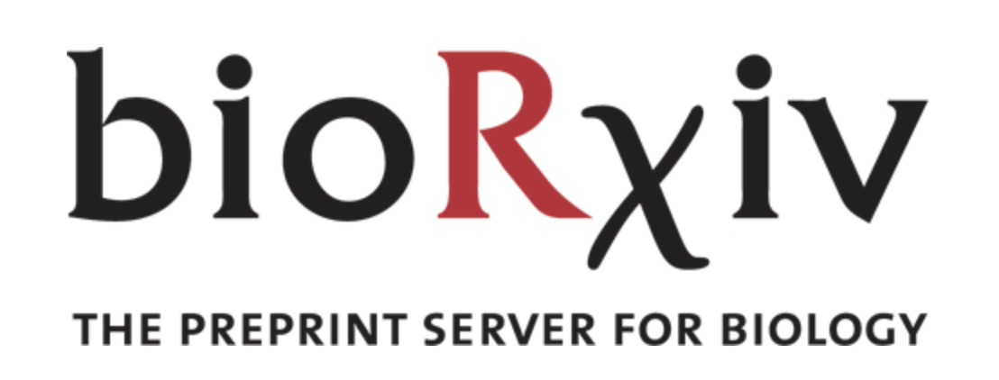 bioRχiv
THE PREPRINT SERVER FOR BIOLOGY